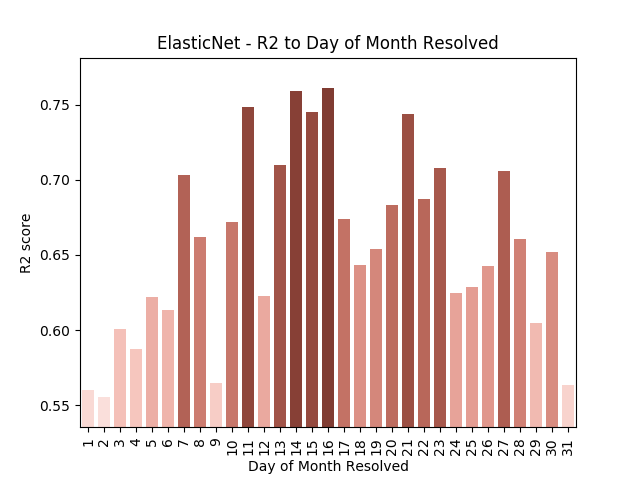 ElasticNet - R2 to Day of Month Resolved
R2 score
0.75
0.70
0.65
0.60
0.55
1 2 3 4 5 6 7 8 9 10 11 12 13 14 15 16 17 18 19 20 21 22 23 24 25 26 27 28 29 30 31
Day of Month Resolved